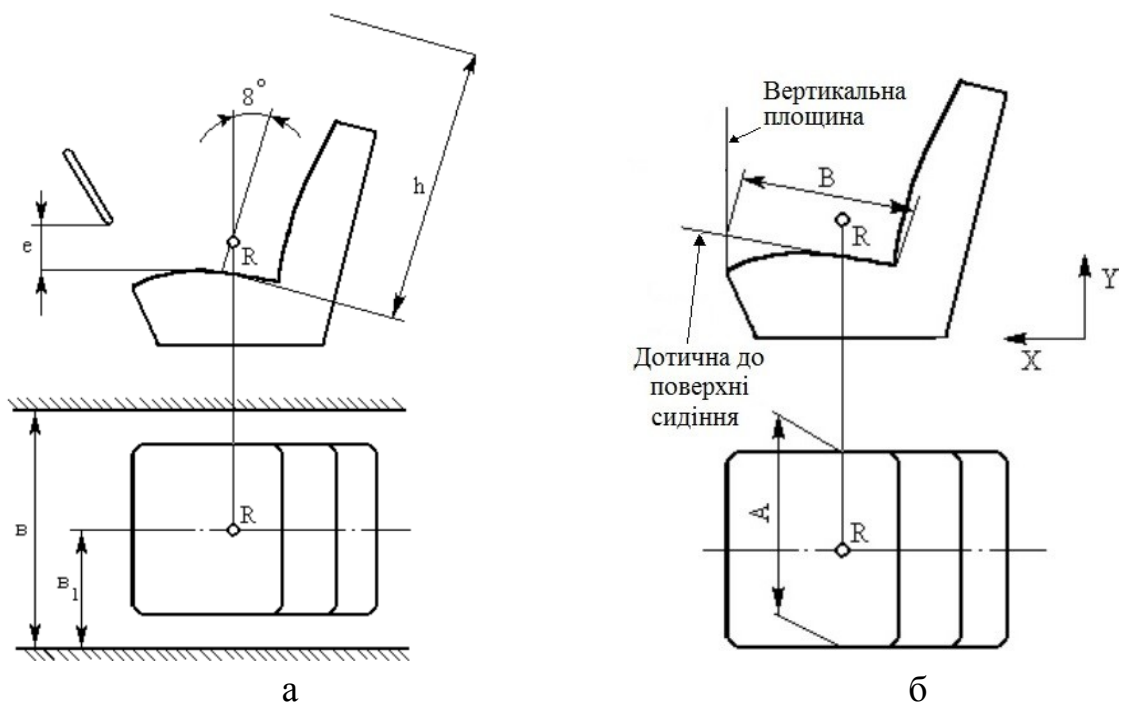 8°
h
e
R
в
в₁
R
а
Вертикальна
площина
B
R
Y
X
Дотична до
поверхні
сидіння
A
R
б